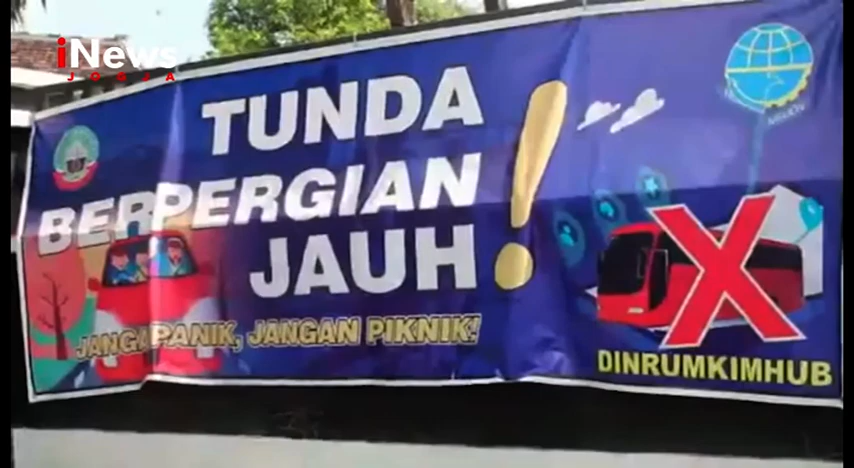 iNews
JOGJA
TUNDA
BERPERGIAN
JAUH!
JANGAN PANIK, JANGAN PIKNIK!
X
DINRUMKIMHUB